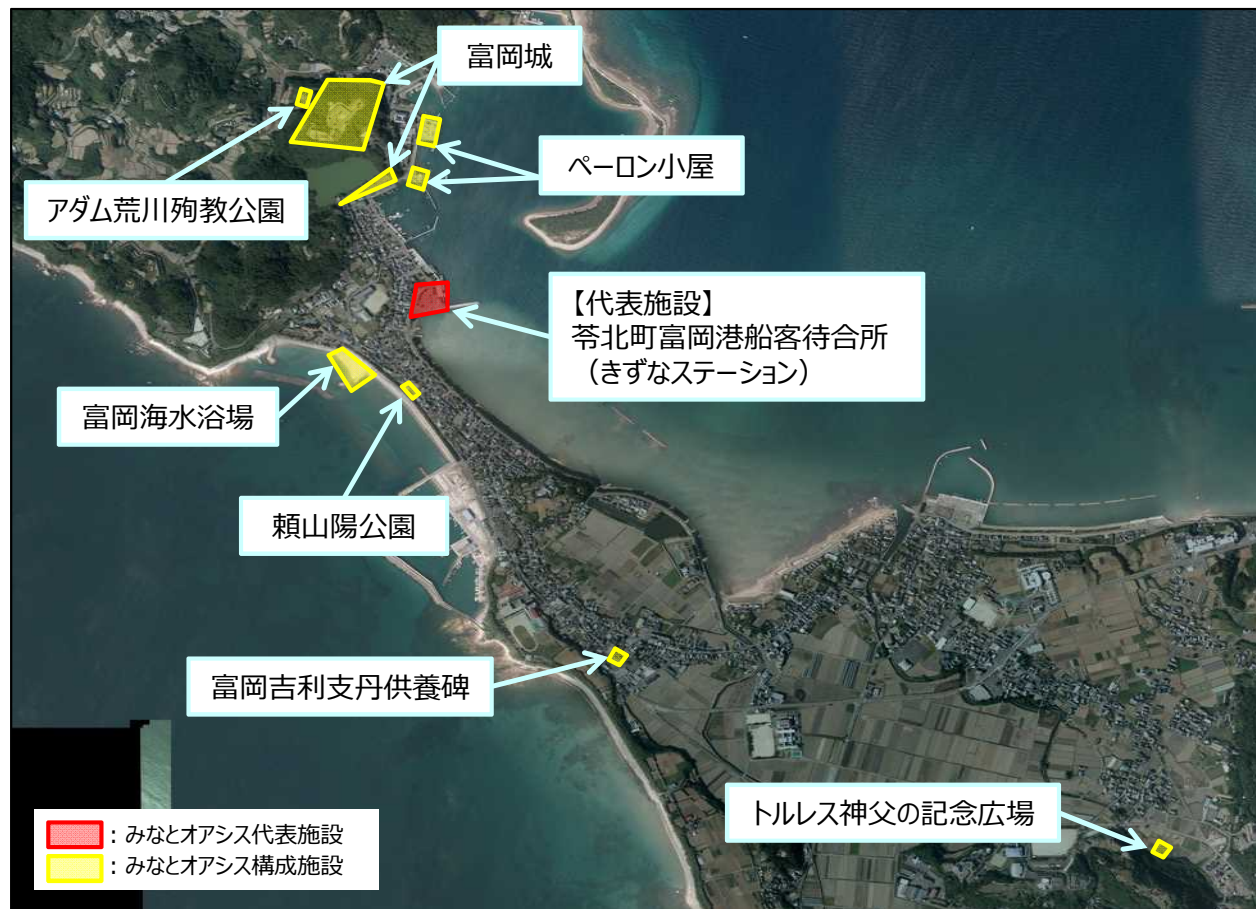 富岡城
ペーロン小屋
アダム荒川殉教公園
【代表施設】
苓北町富岡港船客待合所
(きずなステーション)
富岡海水浴場
頼山陽公園
富岡吉利支丹供養碑
トルレス神父の記念広場
:みなとオアシス代表施設
:みなとオアシス構成施設